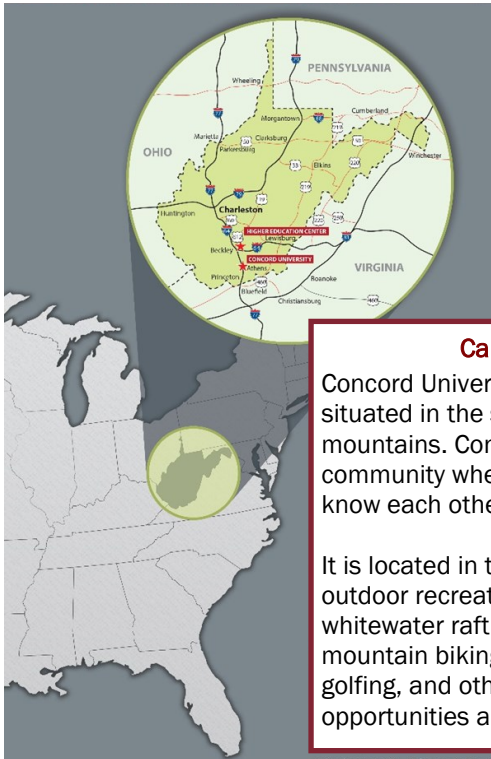 PENNSYLVANIA
Wheeling
Morgantown
Cumberland
OHIO
Marietta
Clarksburg
Parkersburg
Winchester
Elkins
Huntington
Charleston
HIGHER EDUCATION CENTER
Lewisburg
Beckley
CONCORD UNIVERSITY
VIRGINIA
Princeton
Athens
Roanoke
Bluefield
Christiansburg
Ca
Concord Univer
situated in the s
mountains. Con
community whe
know each othe
It is located in t
outdoor recreat
whitewater raft
mountain biking
golfing, and oth
opportunities a